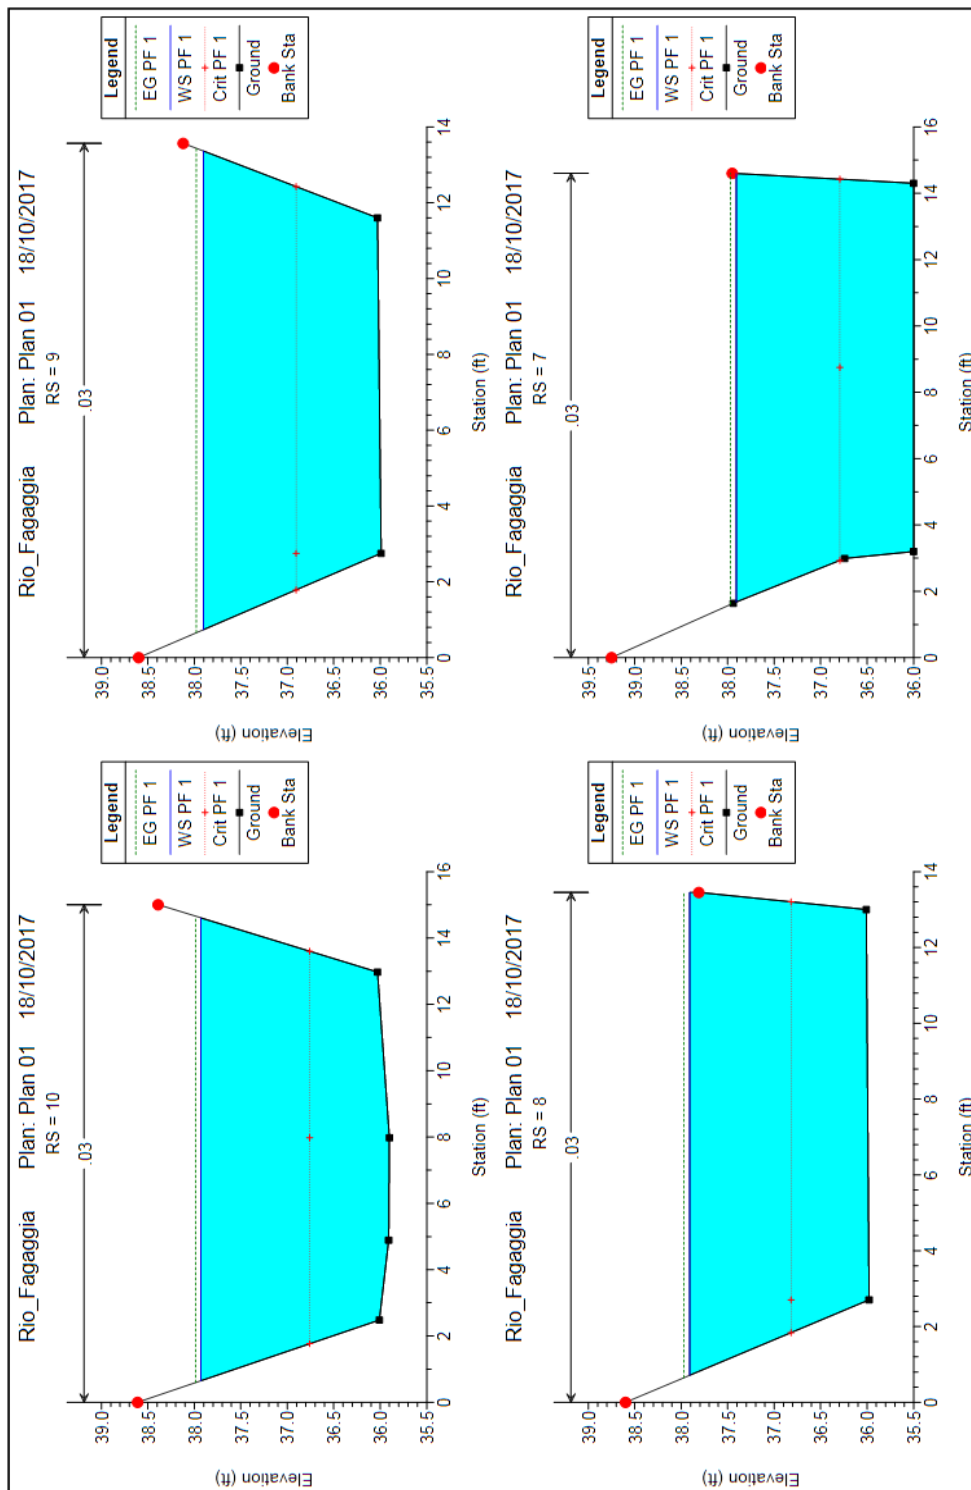 Rio_Fagaggia Plan: Plan 01 18/10/2017
RS = 10
.03
39.0
38.5
38.0
37.5
37.0
36.5
36.0
35.5
Elevation (ft)
0 2 4 6 8 10 12 14 16
Station (ft)
Legend
EG PF 1
WS PF 1
Crit PF 1
Ground
Bank Sta
Rio_Fagaggia Plan: Plan 01 18/10/2017
RS = 9
.03
39.0
38.5
38.0
37.5
37.0
36.5
36.0
35.5
Elevation (ft)
0 2 4 6 8 10 12 14
Station (ft)
Legend
EG PF 1
WS PF 1
Crit PF 1
Ground
Bank Sta
Rio_Fagaggia Plan: Plan 01 18/10/2017
RS = 8
.03
39.0
38.5
38.0
37.5
37.0
36.5
36.0
35.5
Elevation (ft)
0 2 4 6 8 10 12 14
Station (ft)
Legend
EG PF 1
WS PF 1
Crit PF 1
Ground
Bank Sta
Rio_Fagaggia Plan: Plan 01 18/10/2017
RS = 7
.03
39.5
39.0
38.5
38.0
37.5
37.0
36.5
36.0
Elevation (ft)
0 2 4 6 8 10 12 14 16
Station (ft)
Legend
EG PF 1
WS PF 1
Crit PF 1
Ground
Bank Sta